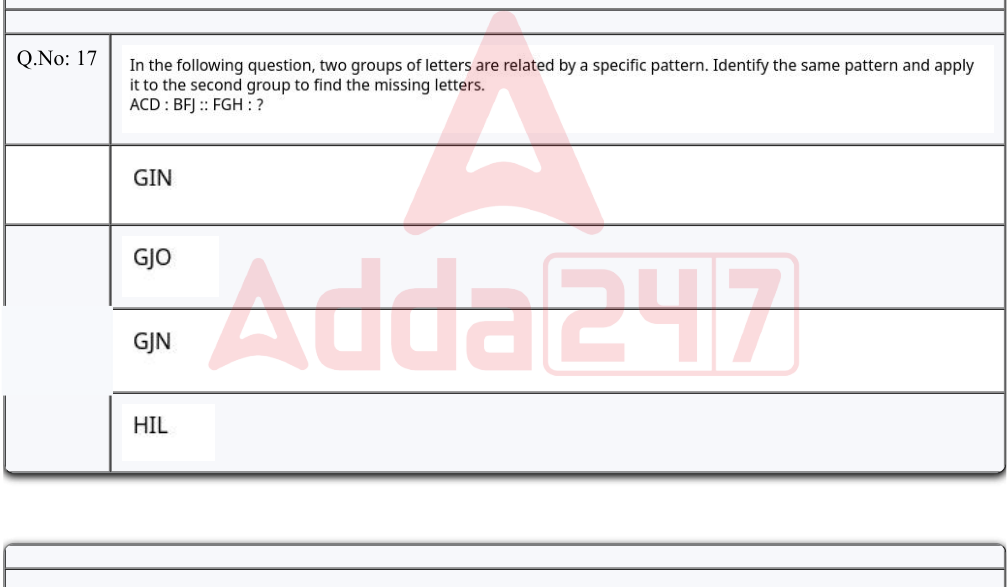 Q.No: 17
In the following question, two groups of letters are related by a specific pattern. Identify the same pattern and apply
it to the second group to find the missing letters.
ACD : BFJ :: FGH : ?
GIN
GJO
Adda247
GJN
HIL